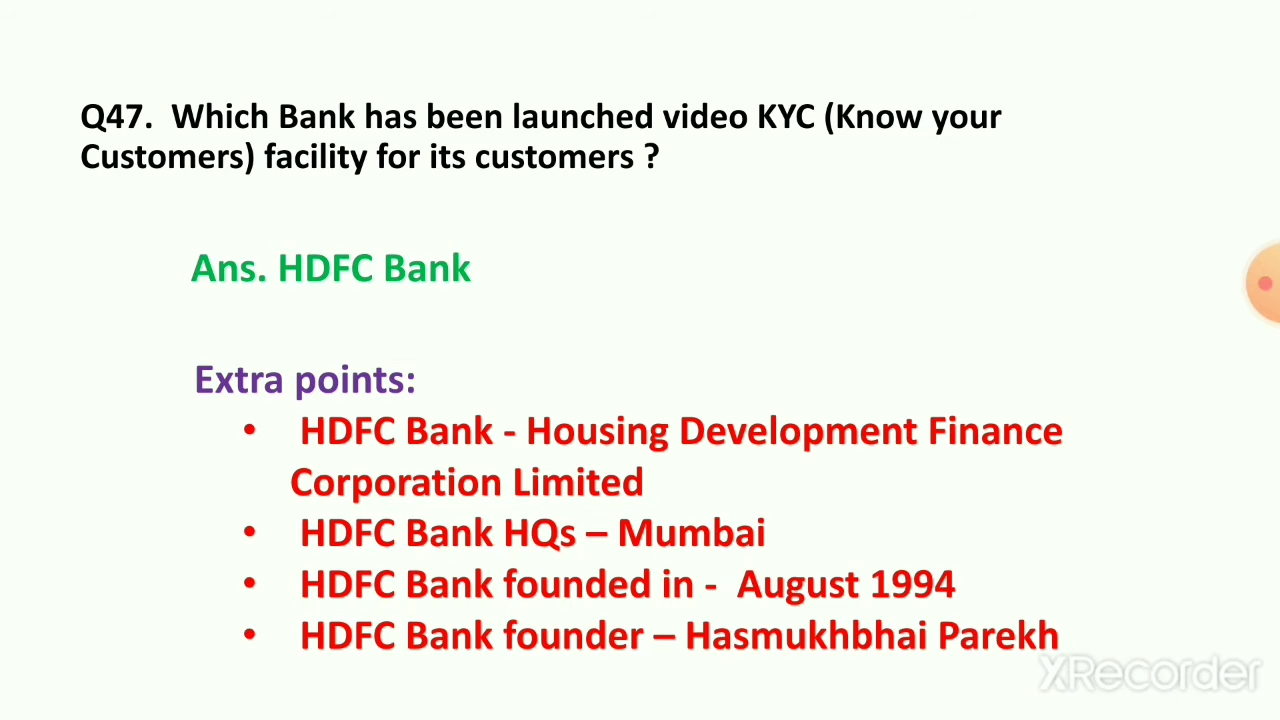 Q47. Which Bank has been launched video KYC (Know your
Customers) facility for its customers ?
Ans. HDFC Bank
Extra points:
• HDFC Bank - Housing Development Finance
Corporation Limited
• HDFC Bank HQs – Mumbai
• HDFC Bank founded in - August 1994
• HDFC Bank founder – Hasmukhbhai Parekh
XRecorder